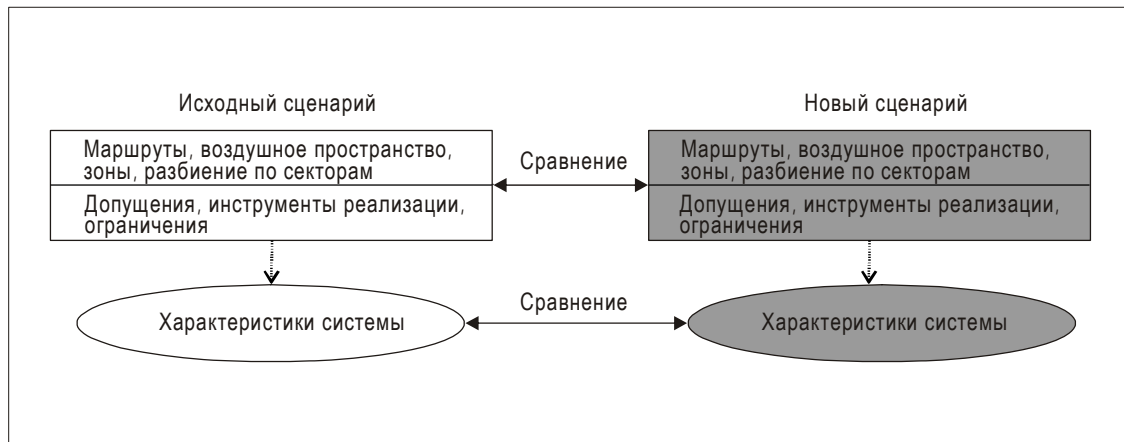 Исходный сценарий
Новый сценарий
Маршруты, воздушное пространство,
зоны, разбиение по секторам
Допущения, инструменты реализации,
ограничения
Сравнение
Маршруты, воздушное пространство,
зоны, разбиение по секторам
Допущения, инструменты реализации,
ограничения
Характеристики системы
Сравнение
Характеристики системы